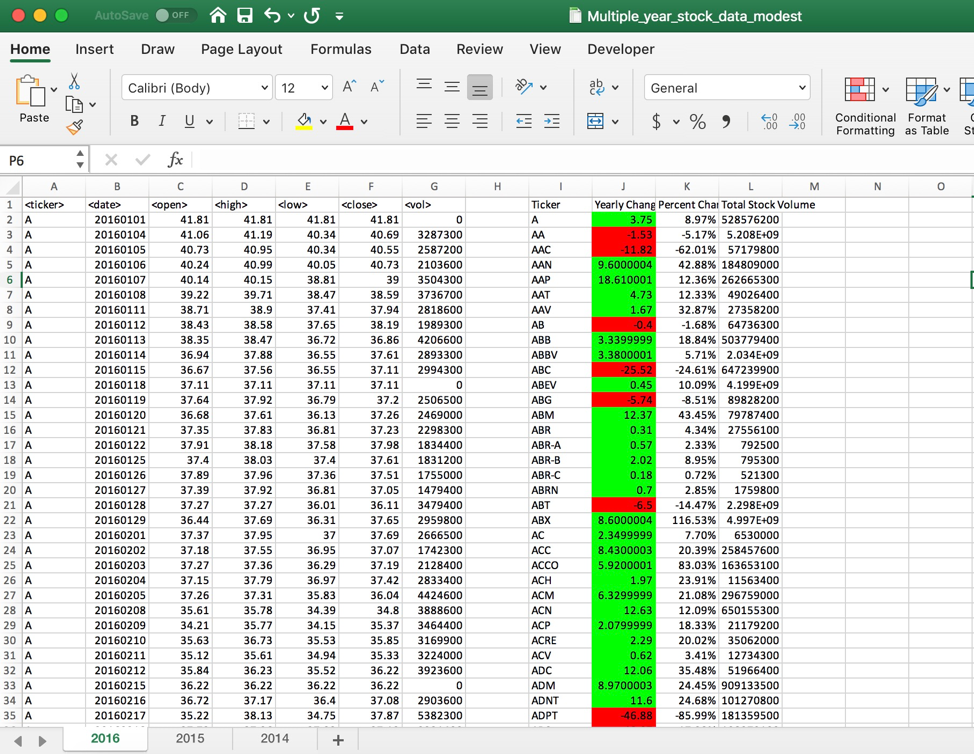 AutoSave OFF Multiple_year_stock_data_modest
Home Insert Draw Page Layout Formulas Data Review View Developer
Paste Calibri (Body) 12 A^ A˅ ab General Conditional Formatting Format as Table
B I U A $ % 9 .00 .00
P6 fx
A B C D E F G H I J K L M N O
1 <ticker> <date> <open> <high> <low> <close> <vol> Ticker Yearly Chang Percent Cha Total Stock Volume
2 A 20160101 41.81 41.81 41.81 41.81 0 A 3.75 8.97% 528576200
3 A 20160104 41.06 41.19 40.34 40.69 3287300 AA -1.53 -5.17% 5.208E+09
4 A 20160105 40.73 40.95 40.34 40.55 2587200 AAC -11.82 -62.01% 57179800
5 A 20160106 40.24 40.99 40.05 40.73 2103600 AAN 9.6000004 42.88% 184809000
6 A 20160107 40.14 40.15 38.81 39 3504300 AAP 18.610001 12.36% 262665300
7 A 20160108 39.22 39.71 38.47 38.59 3736700 AAT 4.73 12.33% 49026400
8 A 20160111 38.71 38.9 37.41 37.94 2818600 AAV 1.67 32.87% 27358200
9 A 20160112 38.43 38.58 37.65 38.19 1989300 AB -0.4 -1.68% 64736300
10 A 20160113 38.35 38.47 36.72 36.86 4206600 ABB 3.3399999 18.84% 503779400
11 A 20160114 36.94 37.88 36.55 37.61 2893300 ABBV 3.3800001 5.71% 2.034E+09
12 A 20160115 36.67 37.56 36.55 37.11 2994300 ABC -25.52 -24.61% 647239900
13 A 20160118 37.11 37.11 37.11 37.11 0 ABEV 0.45 10.09% 4.199E+09
14 A 20160119 37.64 37.92 36.79 37.2 2506500 ABG -5.74 -8.51% 89828200
15 A 20160120 36.68 37.61 36.13 37.26 2469000 ABM 12.37 43.45% 79787400
16 A 20160121 37.35 37.83 36.81 37.23 2298300 ABR 0.31 4.34% 27556100
17 A 20160122 37.91 38.18 37.58 37.98 1834400 ABR-A 0.57 2.33% 792500
18 A 20160125 37.4 38.03 37.4 37.61 1831200 ABR-B 2.02 8.95% 795300
19 A 20160126 37.89 37.96 37.36 37.51 1755000 ABR-C 0.18 0.72% 521300
20 A 20160127 37.39 37.92 36.81 37.05 1479400 ABRN 0.7 2.85% 1759800
21 A 20160128 37.27 37.27 36.01 36.11 3479400 ABT -6.5 -14.47% 2.298E+09
22 A 20160129 36.44 37.69 36.31 37.65 2959800 ABX 8.6000004 116.53% 4.997E+09
23 A 20160201 37.37 37.95 37 37.69 2666500 AC 2.3499999 7.70% 6530000
24 A 20160202 37.18 37.55 36.95 37.07 1742300 ACC 8.4300003 20.39% 258457600
25 A 20160203 37.27 37.36 36.29 37.19 2128400 ACCO 5.9200001 83.03% 163653100
26 A 20160204 37.15 37.79 36.97 37.42 2833400 ACH 1.97 23.91% 11563400
27 A 20160205 37.26 37.31 35.83 36.04 4424600 ACM 6.3299999 21.08% 296759000
28 A 20160208 35.61 35.78 34.39 34.8 3888600 ACN 12.63 12.09% 650155300
29 A 20160209 34.21 35.77 34.15 35.37 3464400 ACP 2.0799999 18.33% 21179200
30 A 20160210 35.63 36.73 35.53 35.85 3169900 ACRE 2.29 20.02% 35062000
31 A 20160211 35.12 35.61 34.94 35.33 3224000 ACV 0.62 3.41% 12734300
32 A 20160212 35.84 36.23 35.52 36.22 3923600 ADC 12.06 35.48% 51966400
33 A 20160215 36.22 36.22 36.22 36.22 0 ADM 8.9700003 24.45% 909133500
34 A 20160216 36.72 37.17 36.4 37.08 2903600 ADNT 11.6 24.68% 101270800
35 A 20160217 35.22 38.13 34.75 37.87 5382300 ADPT -46.88 -85.99% 181359500
2016 2015 2014 +